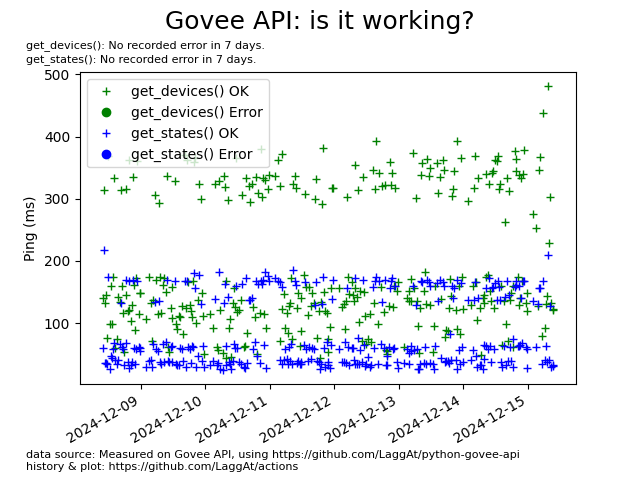 Govee API: is it working?
get_devices(): No recorded error in 7 days.
get_states(): No recorded error in 7 days.
500
400
300
200
100
Ping (ms)
get_devices() OK
get_devices() Error
get_states() OK
get_states() Error
2024-12-09
2024-12-10
2024-12-11
2024-12-12
2024-12-13
2024-12-14
2024-12-15
data source: Measured on Govee API, using https://github.com/LaggAt/python-govee-api
history & plot: https://github.com/LaggAt/actions